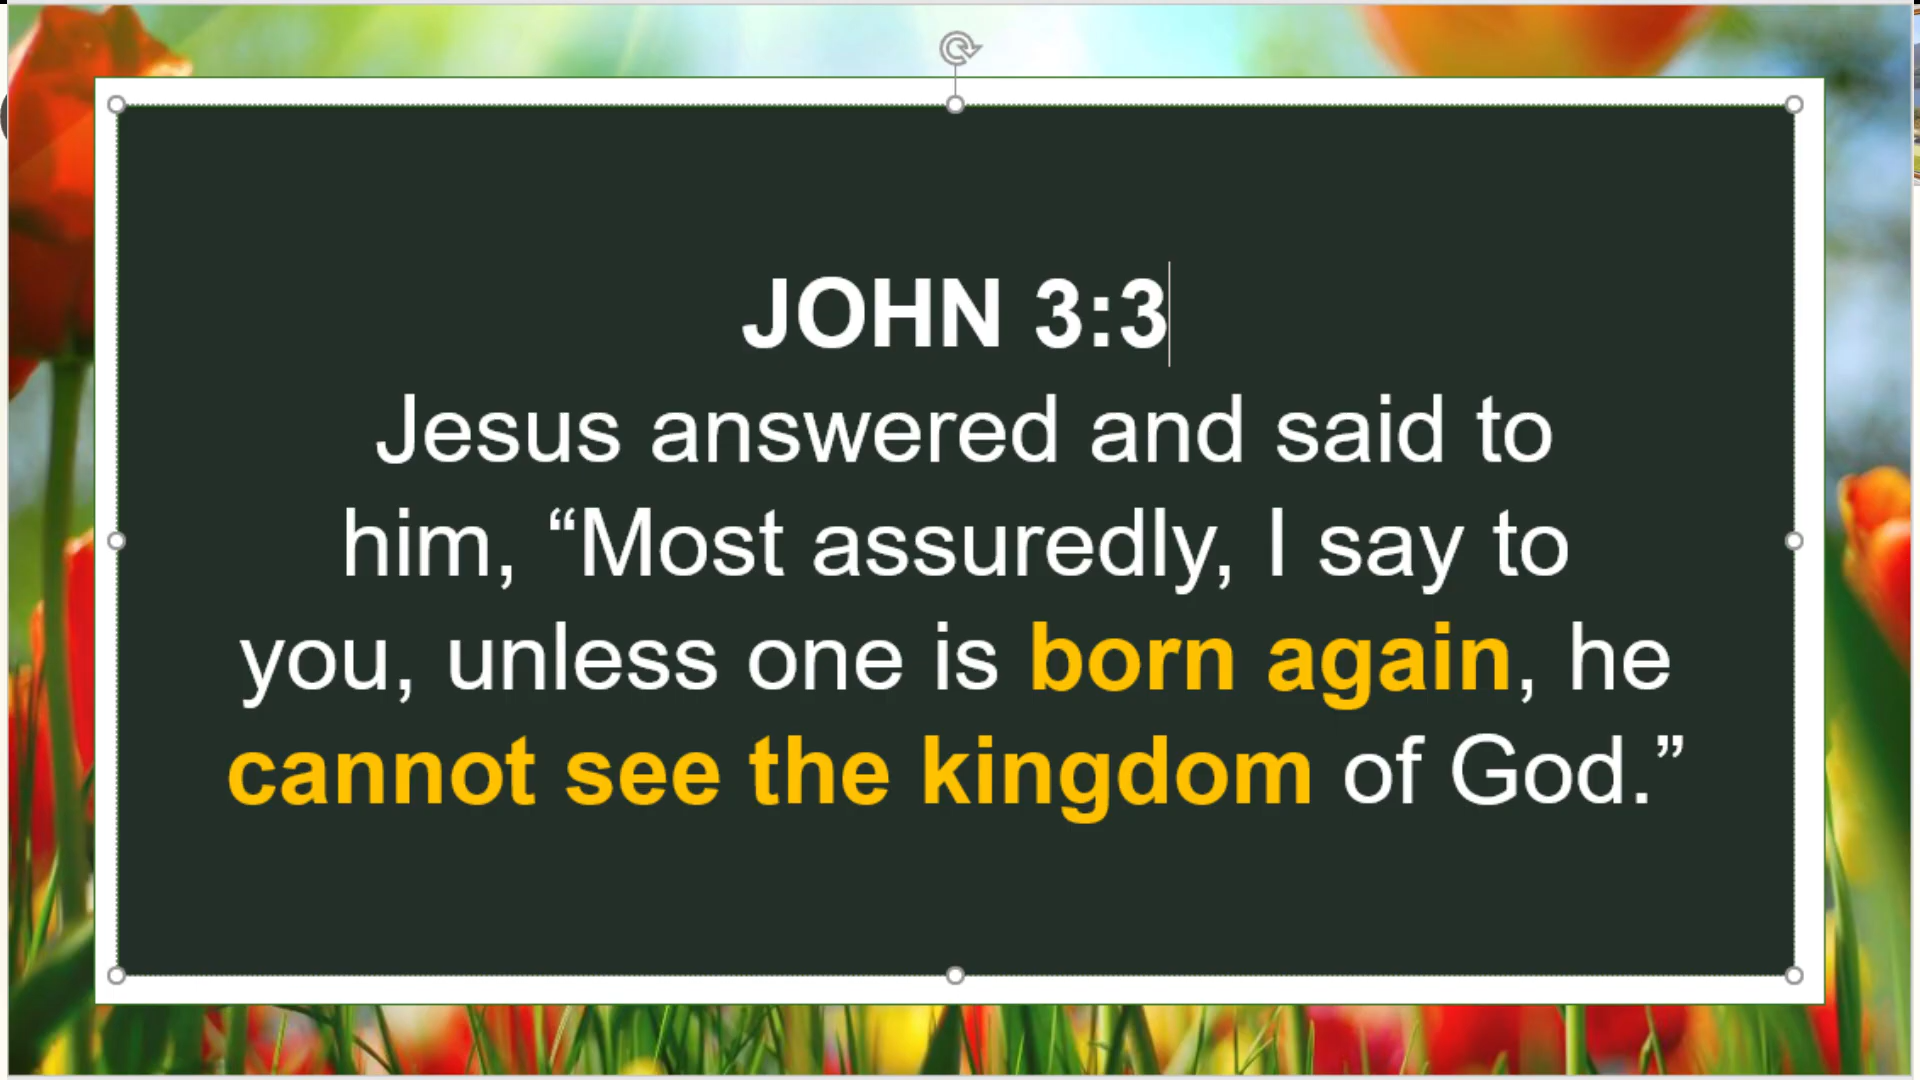 JOHN 3:3
Jesus answered and said to
him, “Most assuredly, I say to
you, unless one is born again, he
cannot see the kingdom of God.”